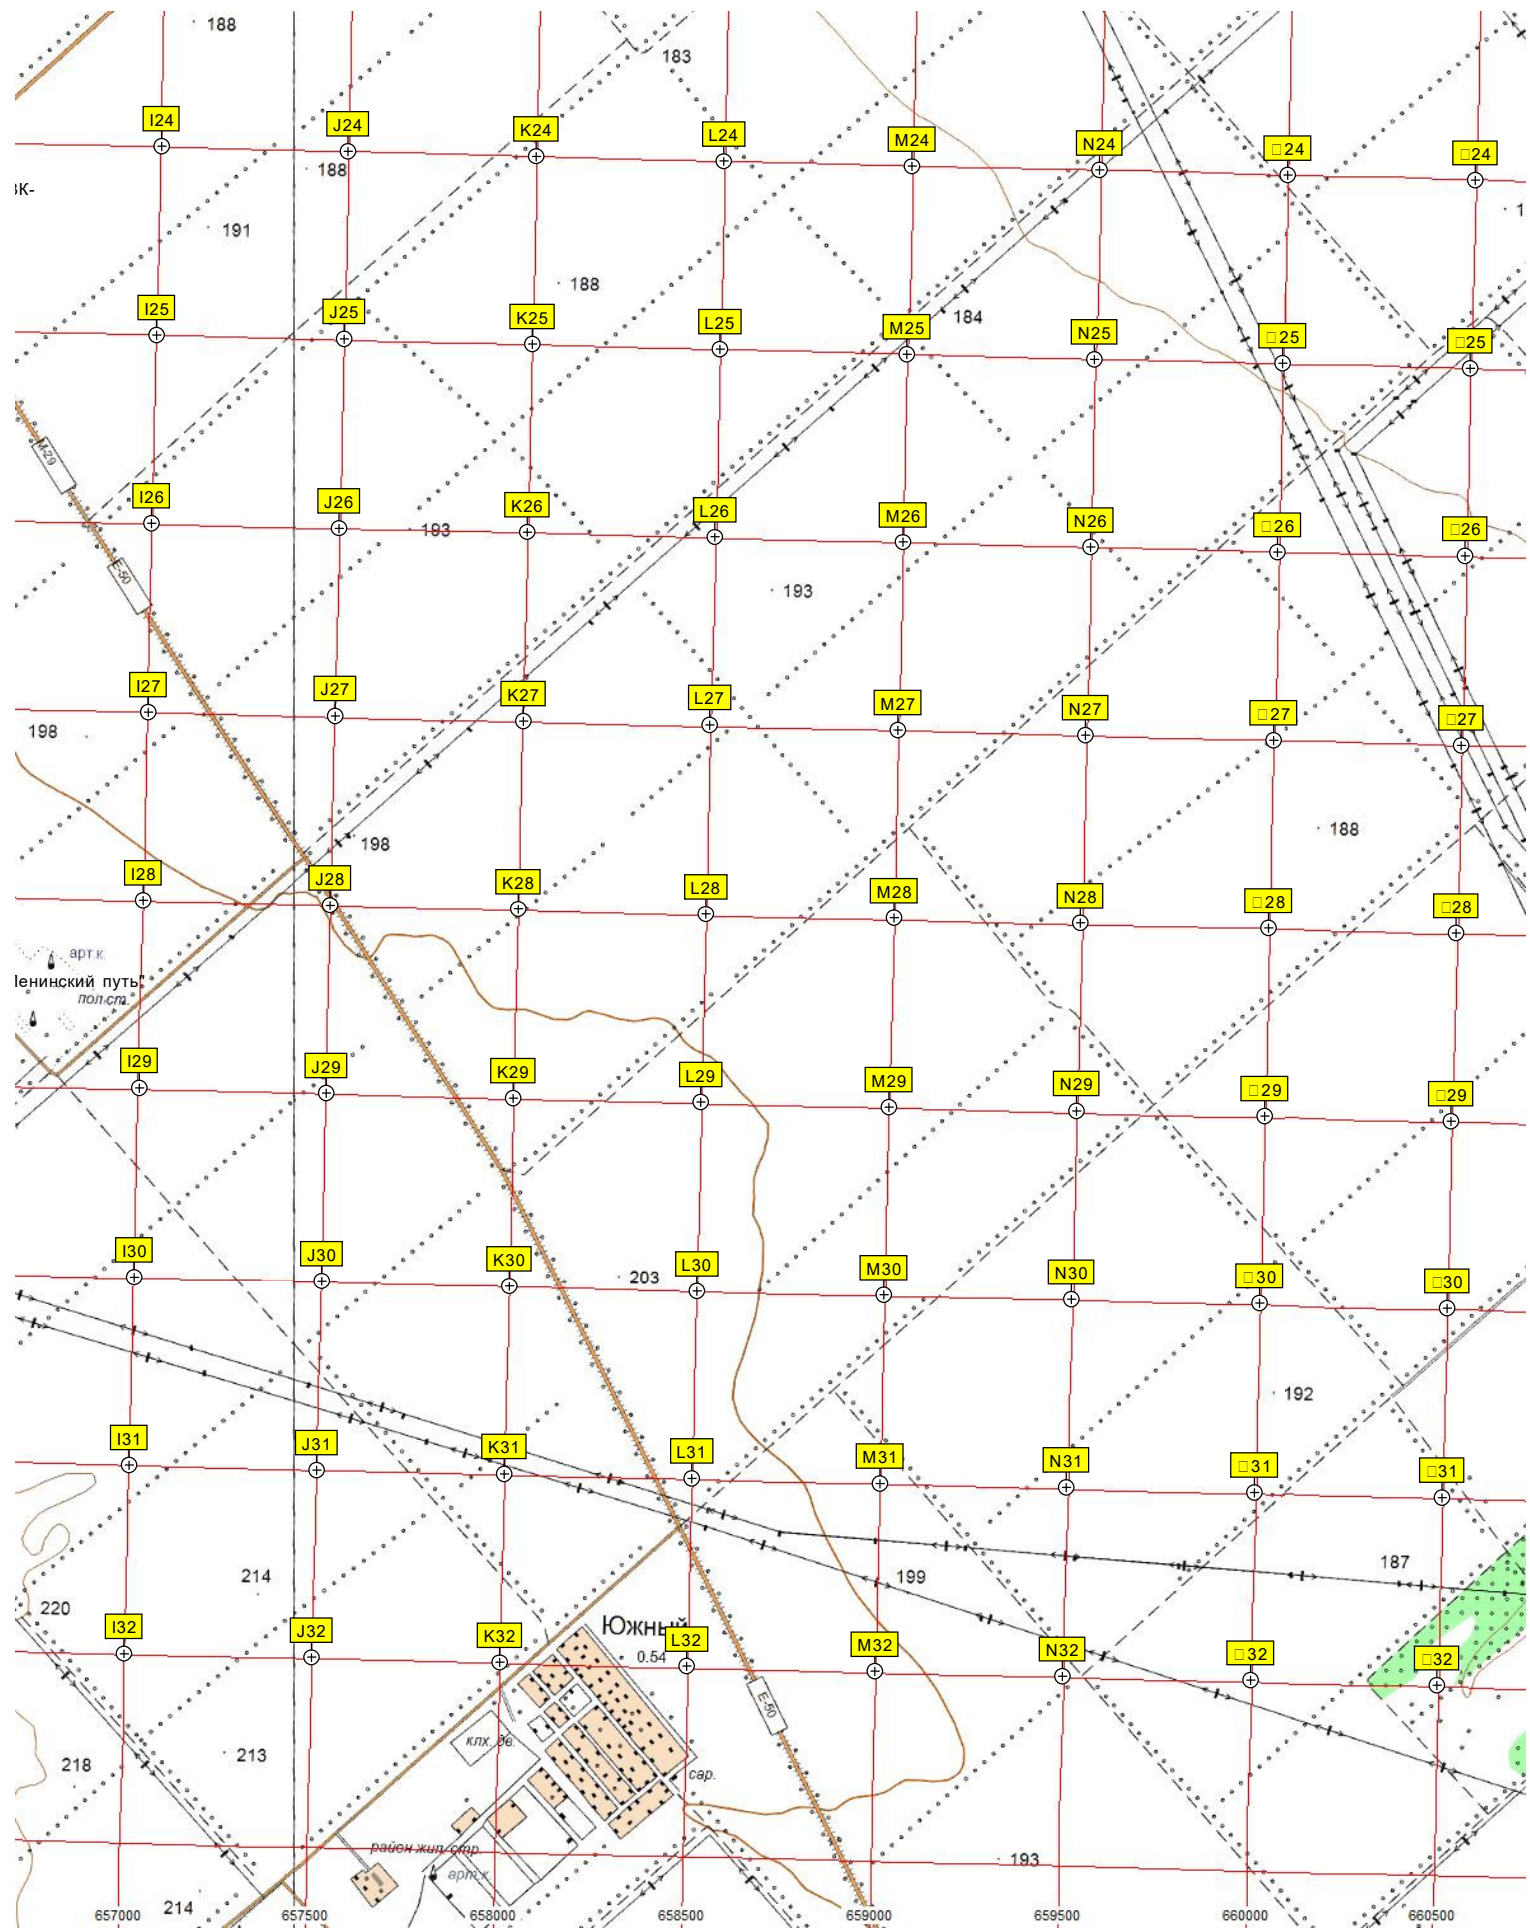 188
183
I24 J24 K24 L24 M24 N24 □24 □24
188
вк-
191
188
184
I25 J25 K25 L25 M25 N25 □25 □25
М-29
I26 J26 K26 L26 M26 N26 □26 □26
193
E-50
193
I27 J27 K27 L27 M27 N27 □27 □27
198
198
188
I28 J28 K28 L28 M28 N28 □28 □28
арт.к.
Ленинский путь"
пол.ст.
I29 J29 K29 L29 M29 N29 □29 □29
I30 J30 K30 L30 M30 N30 □30 □30
203
192
I31 J31 K31 L31 M31 N31 □31 □31
187
214
199
220
Южный
I32 J32 K32 L32 M32 N32 □32 □32
0.54
E-50
клх. дв.
213
218
сар.
район жил. стр.
193
арт.к.
214
657000 657500 658000 658500 659000 659500 660000 660500